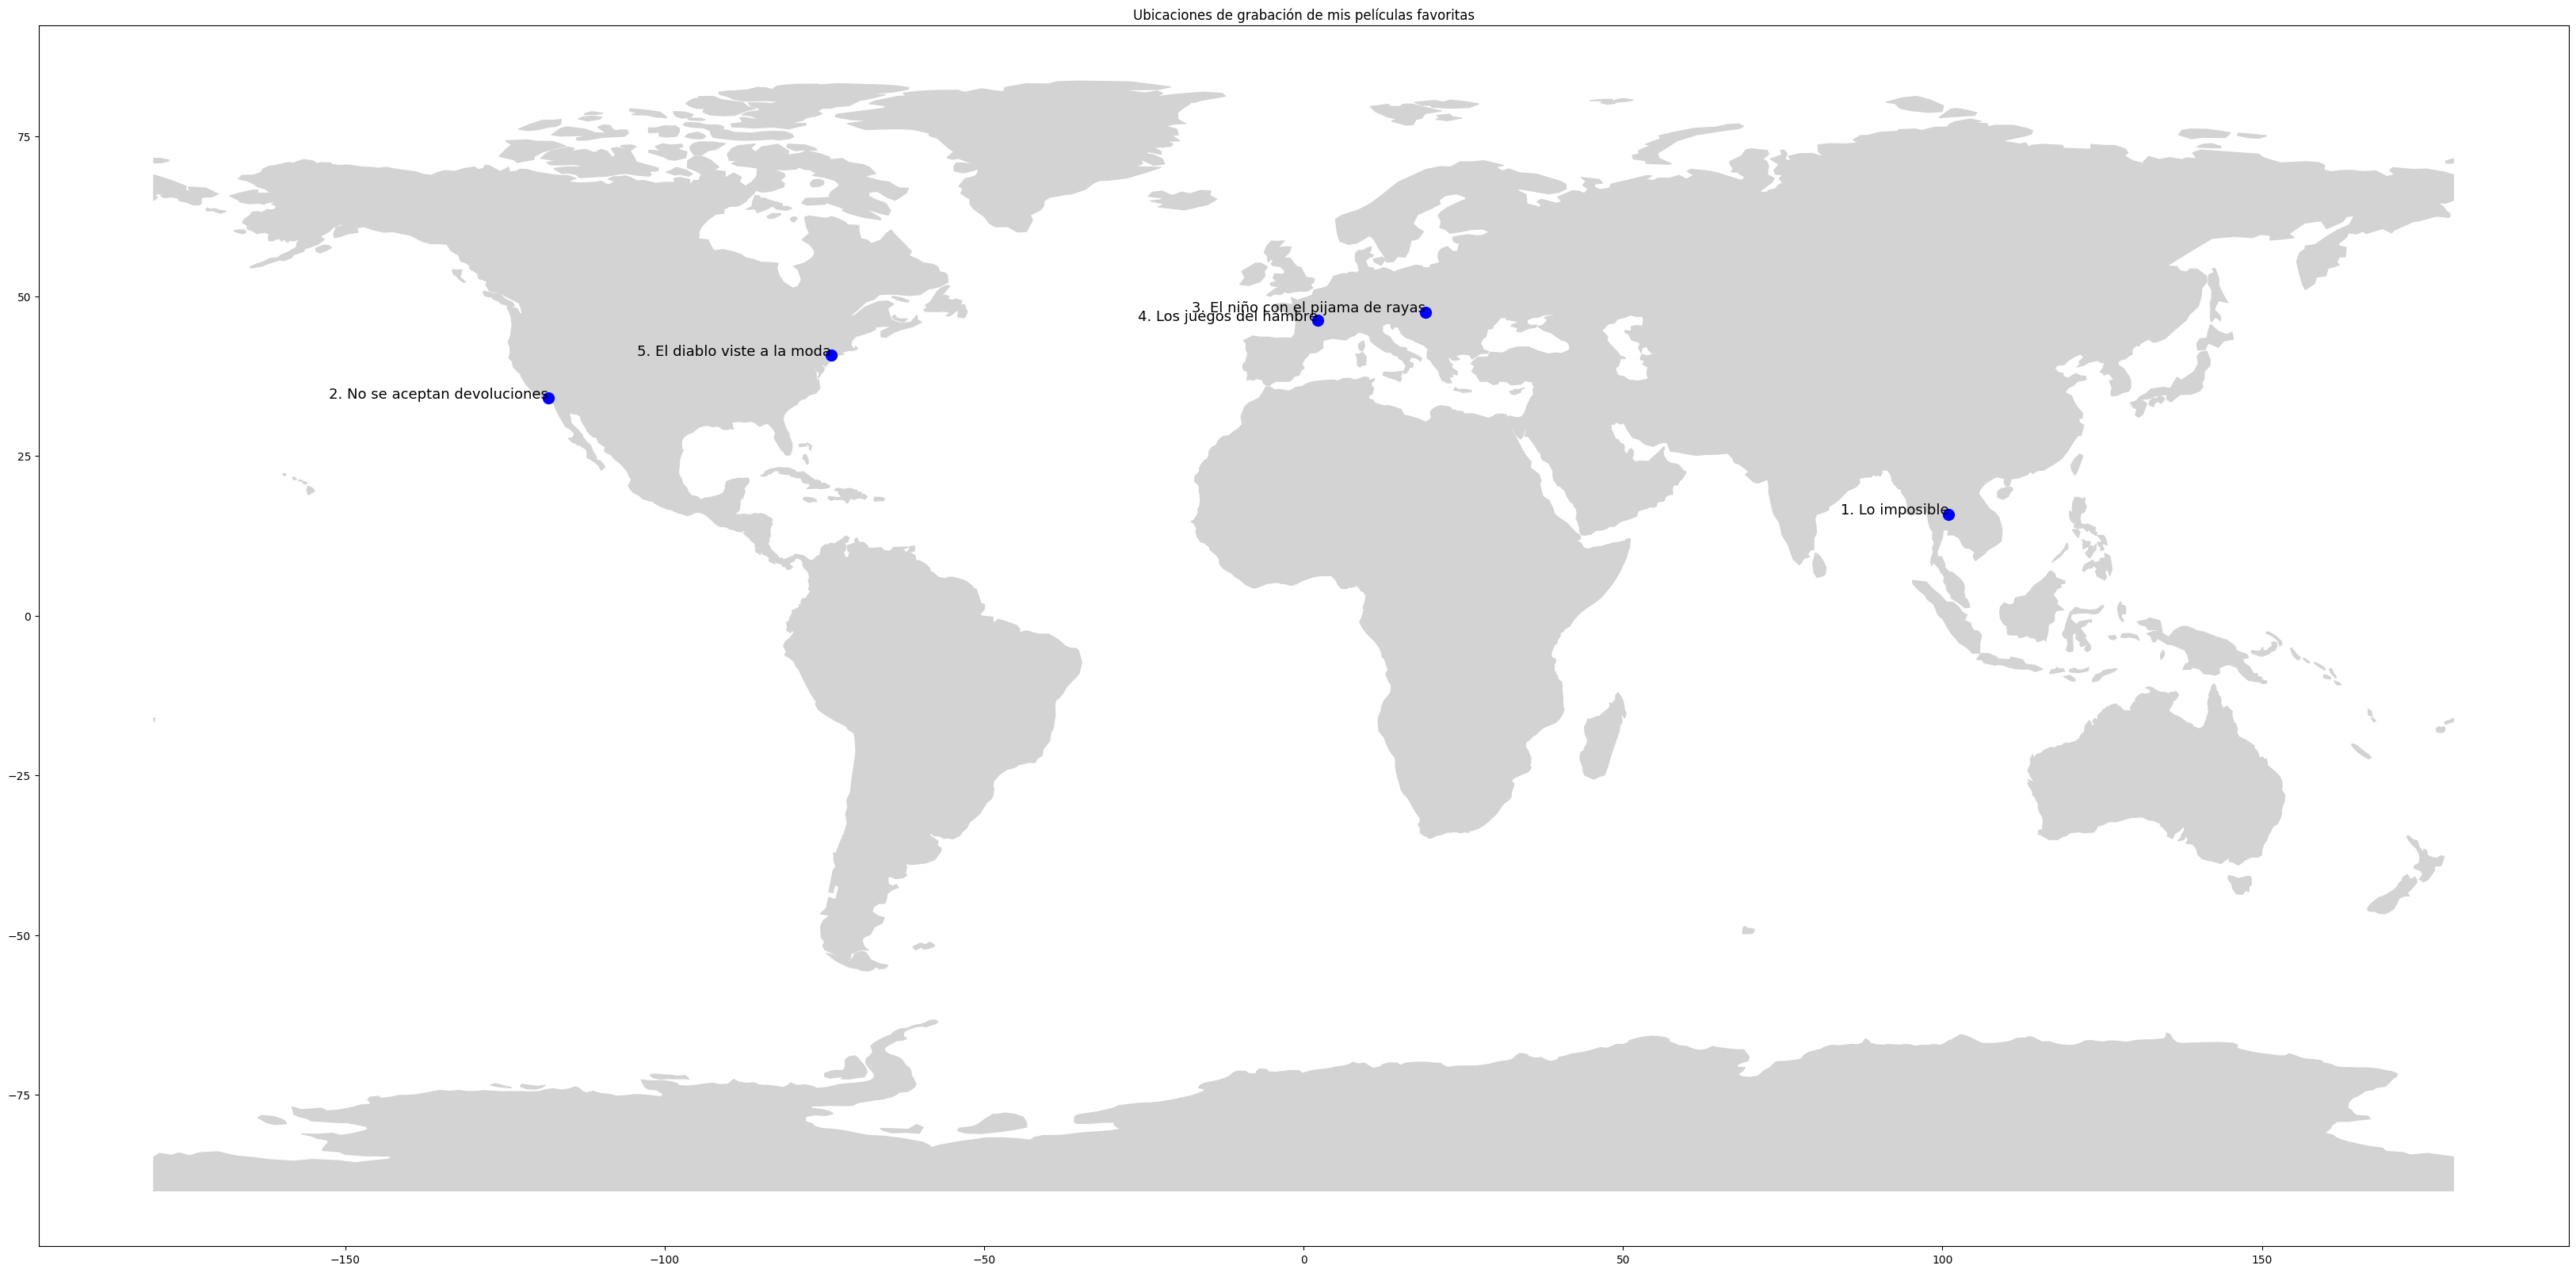 Ubicaciones de grabación de mis películas favoritas
75
50
25
0
−25
−50
−75
3. El niño con el pijama de rayas
4. Los juegos del hambre
5. El diablo viste a la moda
2. No se aceptan devoluciones
1. Lo imposible
−150
−100
−50
0
50
100
150